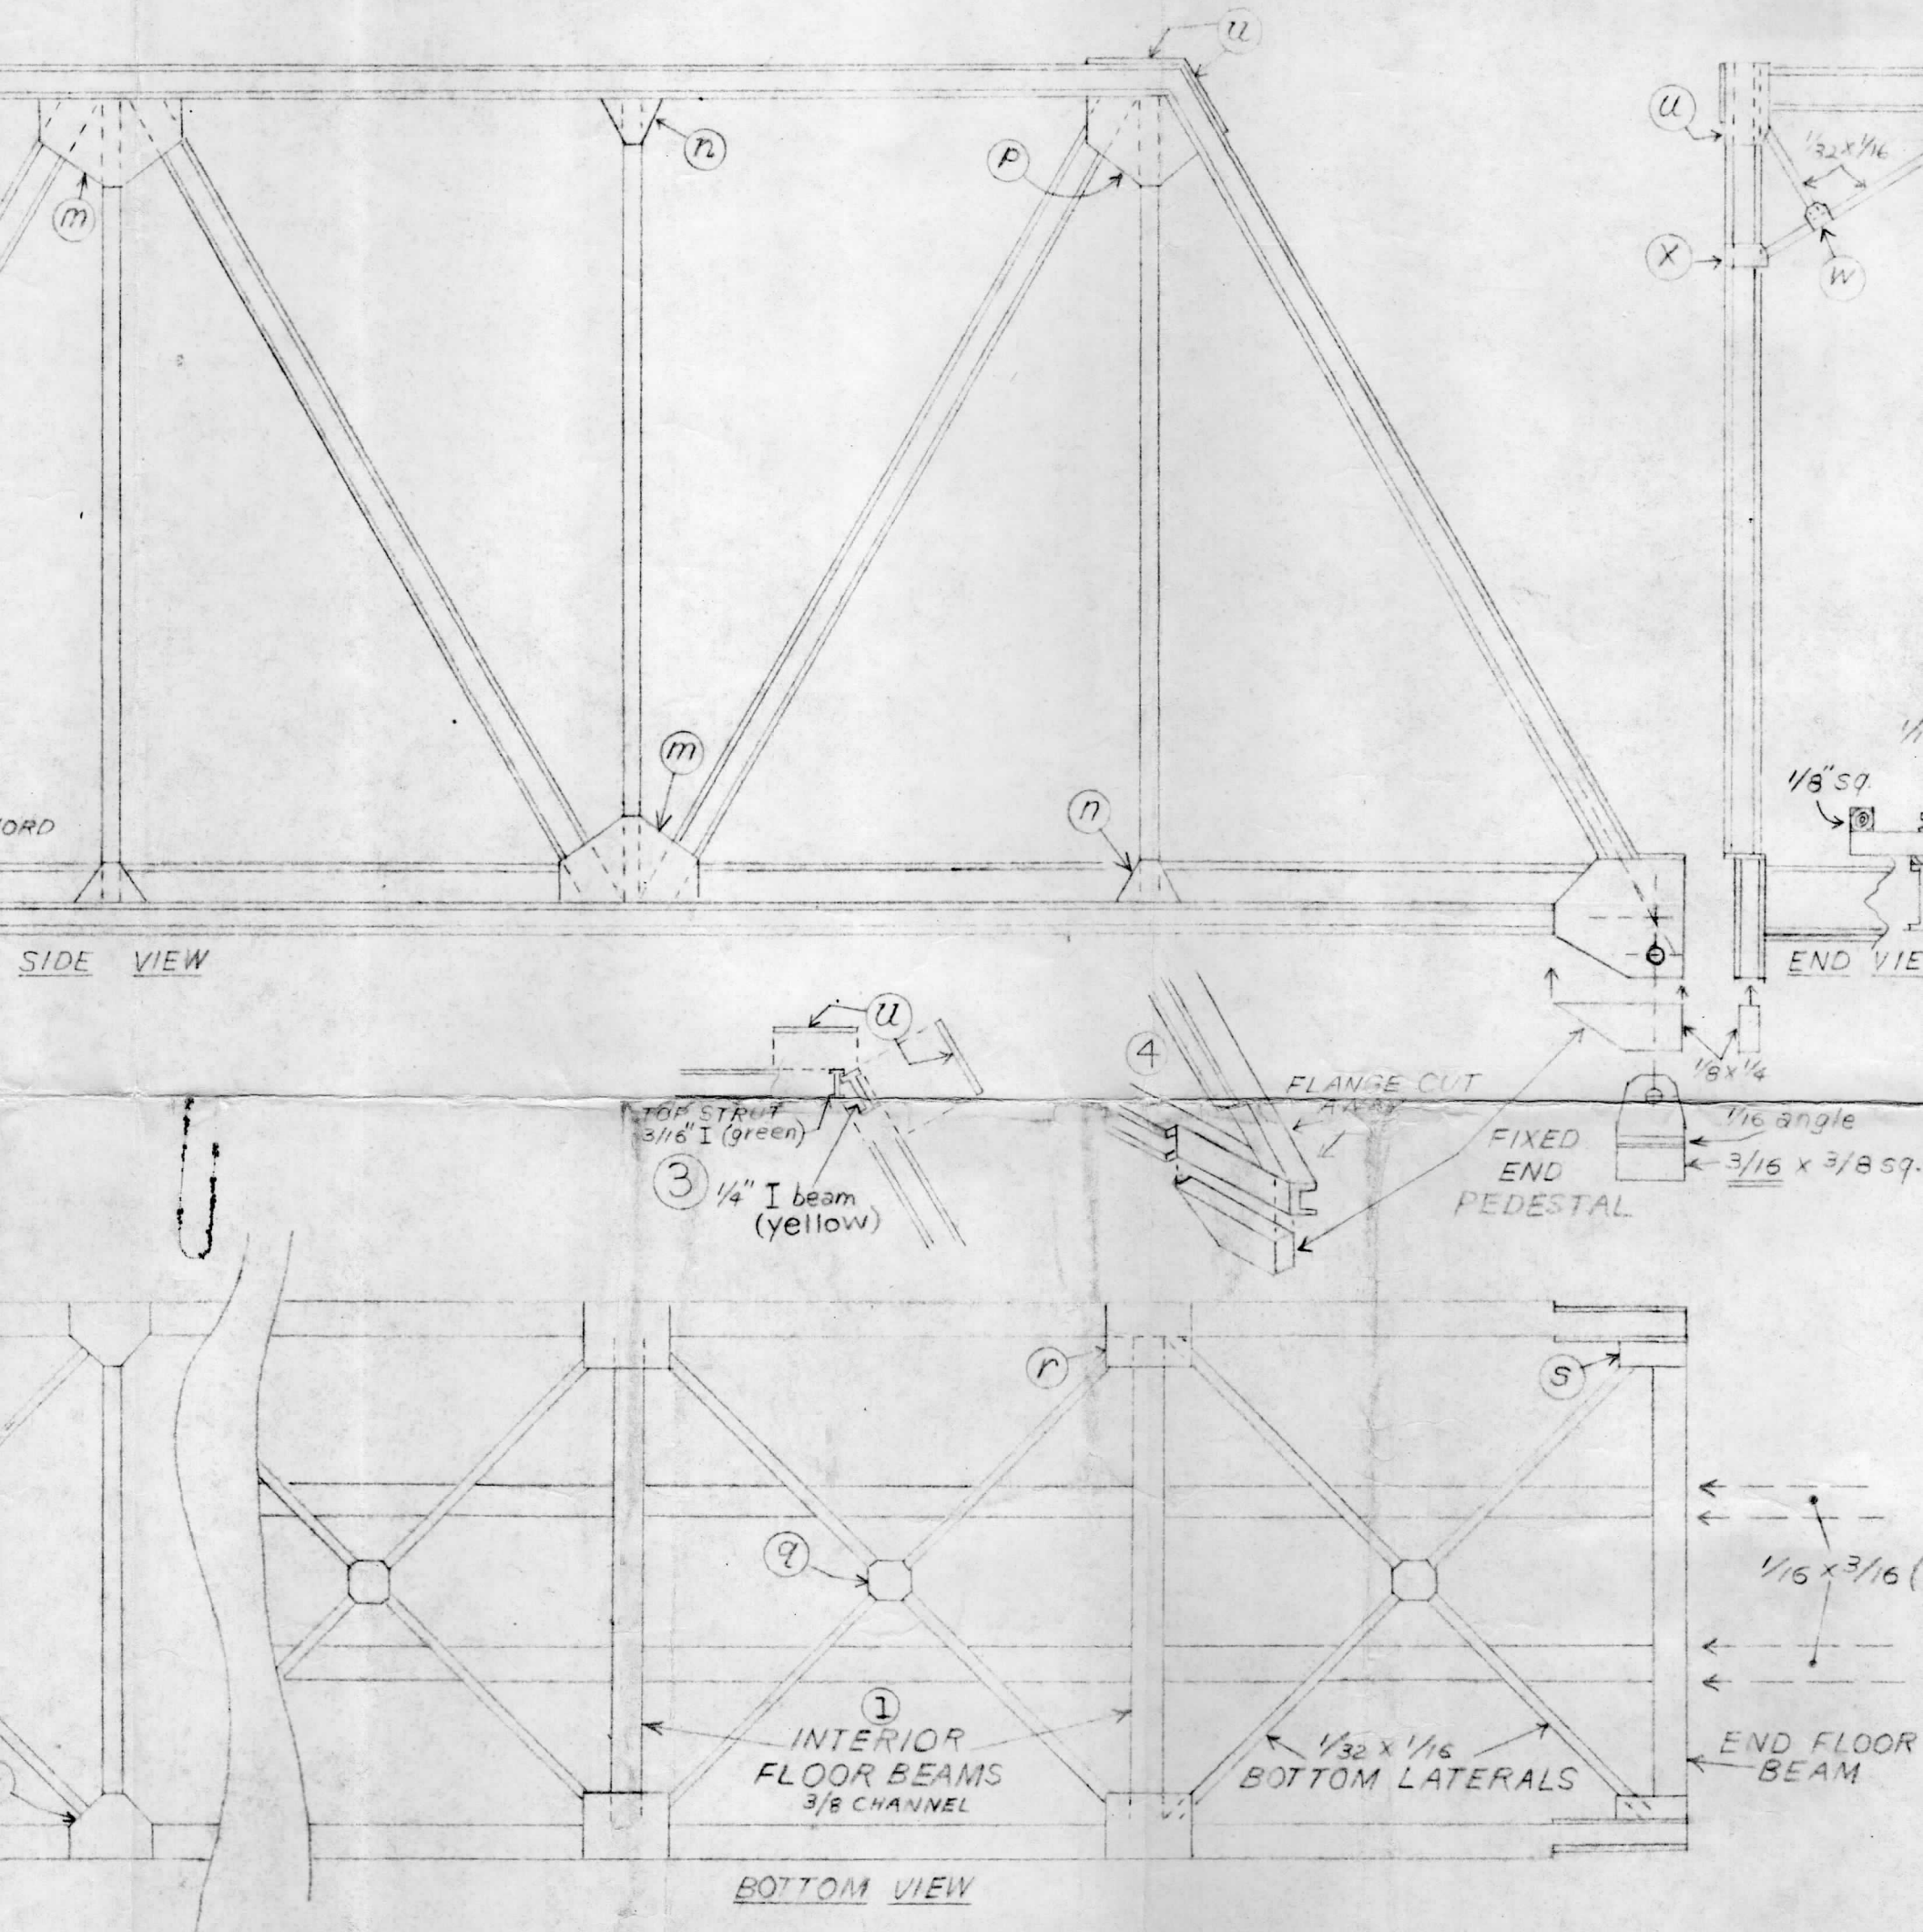 u
u
1/32 x 1/16
n
p
m
X
W
m
1/8" sq.
n
ORD
SIDE VIEW
END VIE
u
4
1/8 x 1/4
FLANGE CUT
AWAY
TOP STRUT
3/16" I (green)
1/16 angle
FIXED
END
PEDESTAL
3/16 x 3/8 sq.
3
1/4" I beam
(yellow)
r
s
q
1/16 x 3/16 (
1
INTERIOR
FLOOR BEAMS
3/8 CHANNEL
1/32 x 1/16
BOTTOM LATERALS
END FLOOR
BEAM
BOTTOM VIEW